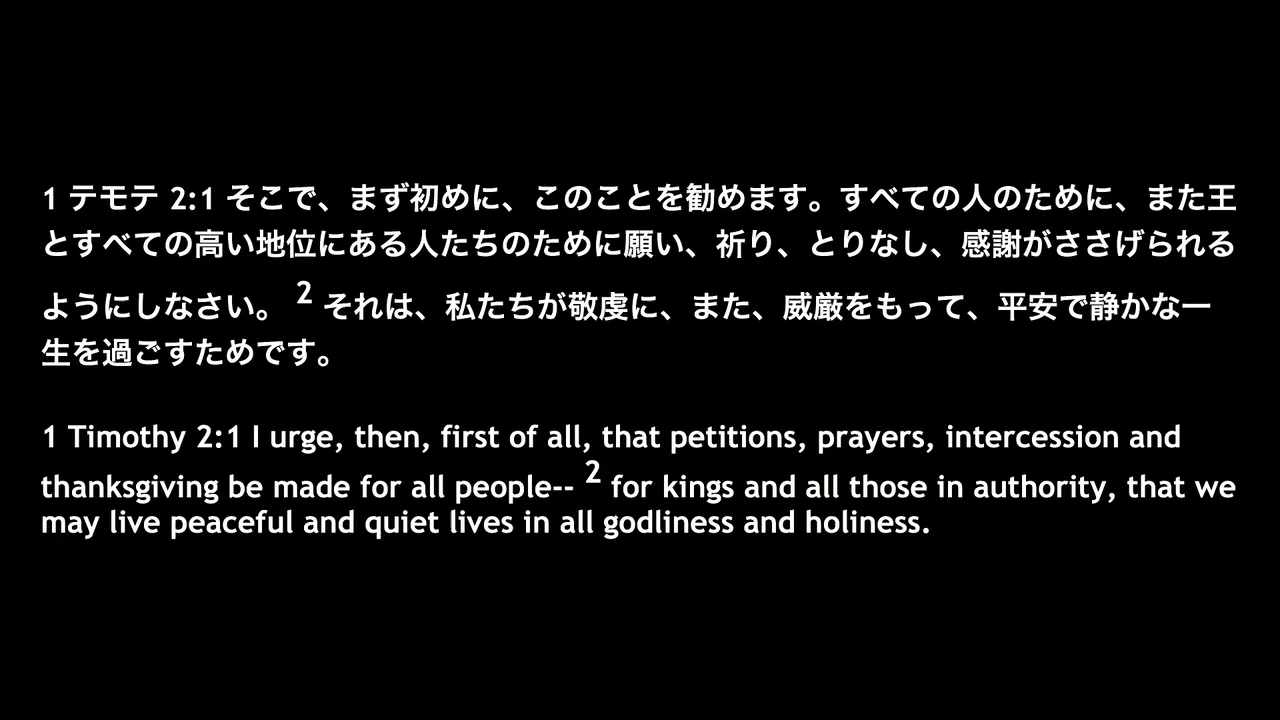 1 テモテ 2:1 そこで、まず初めに、このことを勧めます。すべての人のために、また王
とすべての高い地位にある人たちのために願い、祈り、とりなし、感謝がささげられる
ようにしなさい。 2 それは、私たちが敬虔に、また、威厳をもって、平安で静かな一
生を過ごすためです。
1 Timothy 2:1 I urge, then, first of all, that petitions, prayers, intercession and
thanksgiving be made for all people-- 2 for kings and all those in authority, that we
may live peaceful and quiet lives in all godliness and holiness.